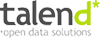 talend*
•open data solutions